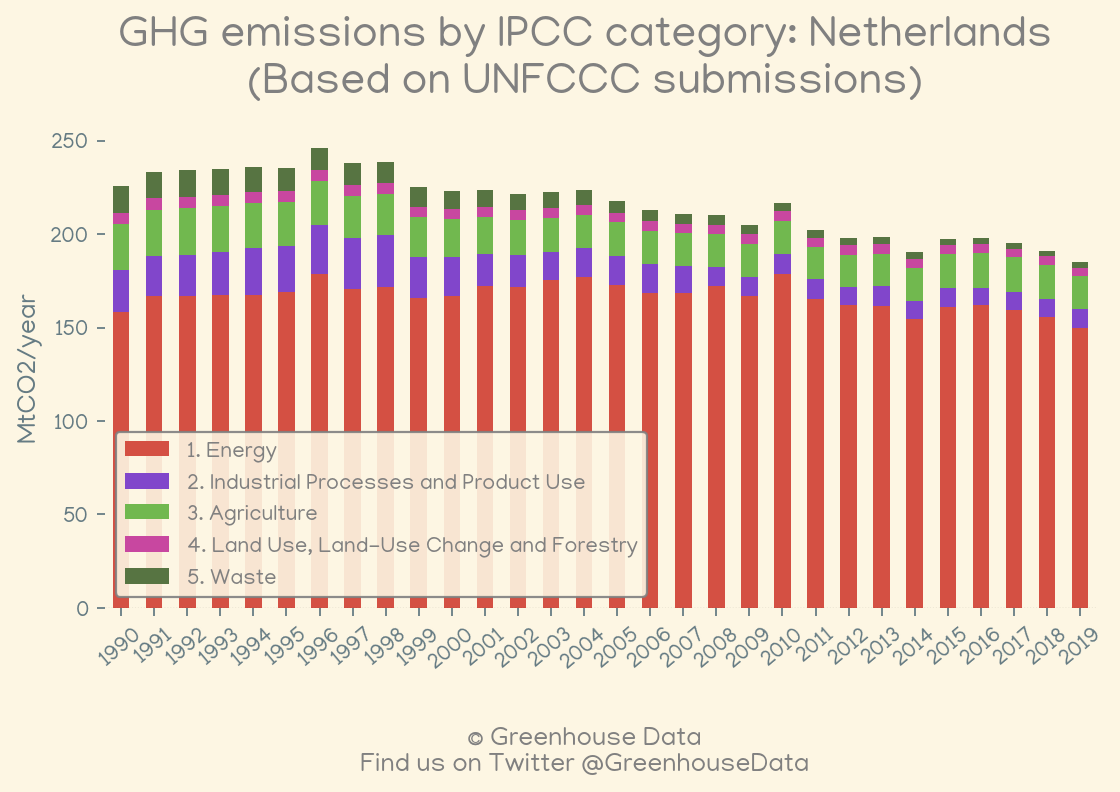 GHG emissions by IPCC category: Netherlands
(Based on UNFCCC submissions)
MtCO2/year
250
200
150
100
50
0
1. Energy
2. Industrial Processes and Product Use
3. Agriculture
4. Land Use, Land-Use Change and Forestry
5. Waste
1990 1991 1992 1993 1994 1995 1996 1997 1998 1999 2000 2001 2002 2003 2004 2005 2006 2007 2008 2009 2010 2011 2012 2013 2014 2015 2016 2017 2018 2019
© Greenhouse Data
Find us on Twitter @GreenhouseData